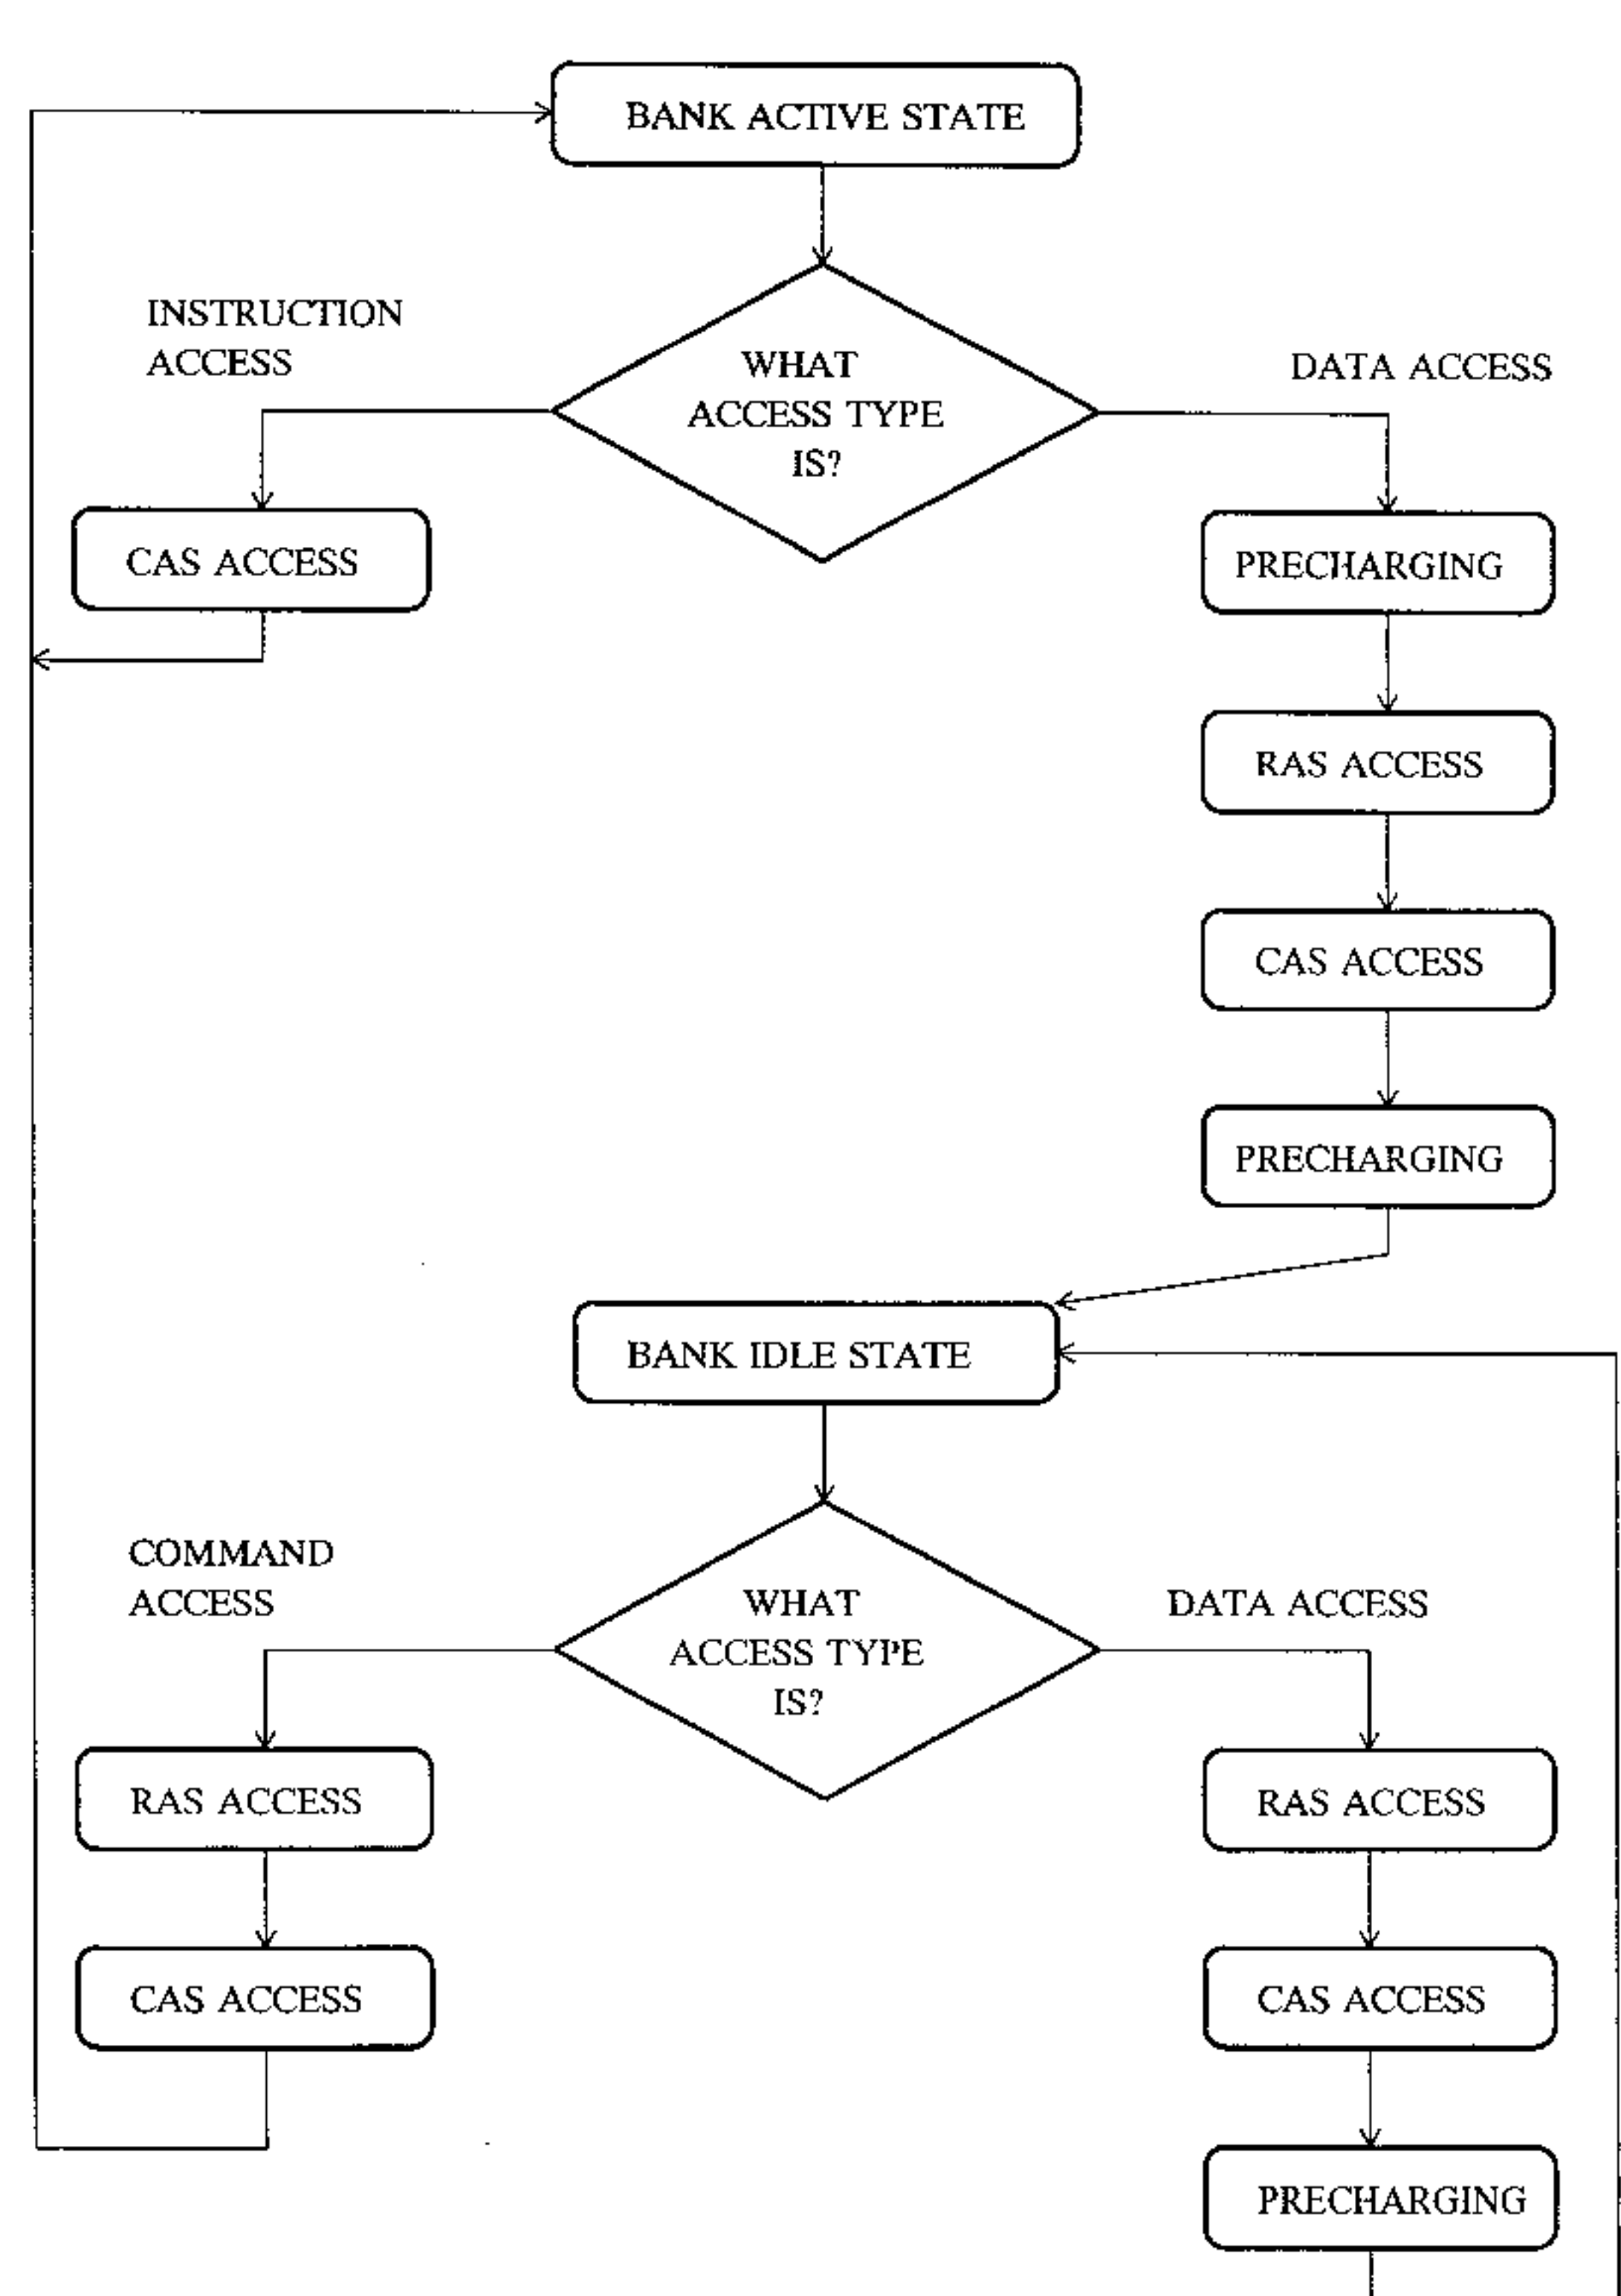 BANK ACTIVE STATE
INSTRUCTION
ACCESS
WHAT
ACCESS TYPE
IS?
DATA ACCESS
CAS ACCESS
PRECHARGING
RAS ACCESS
CAS ACCESS
PRECHARGING
BANK IDLE STATE
COMMAND
ACCESS
WHAT
ACCESS TYPE
IS?
DATA ACCESS
RAS ACCESS
RAS ACCESS
CAS ACCESS
CAS ACCESS
PRECHARGING